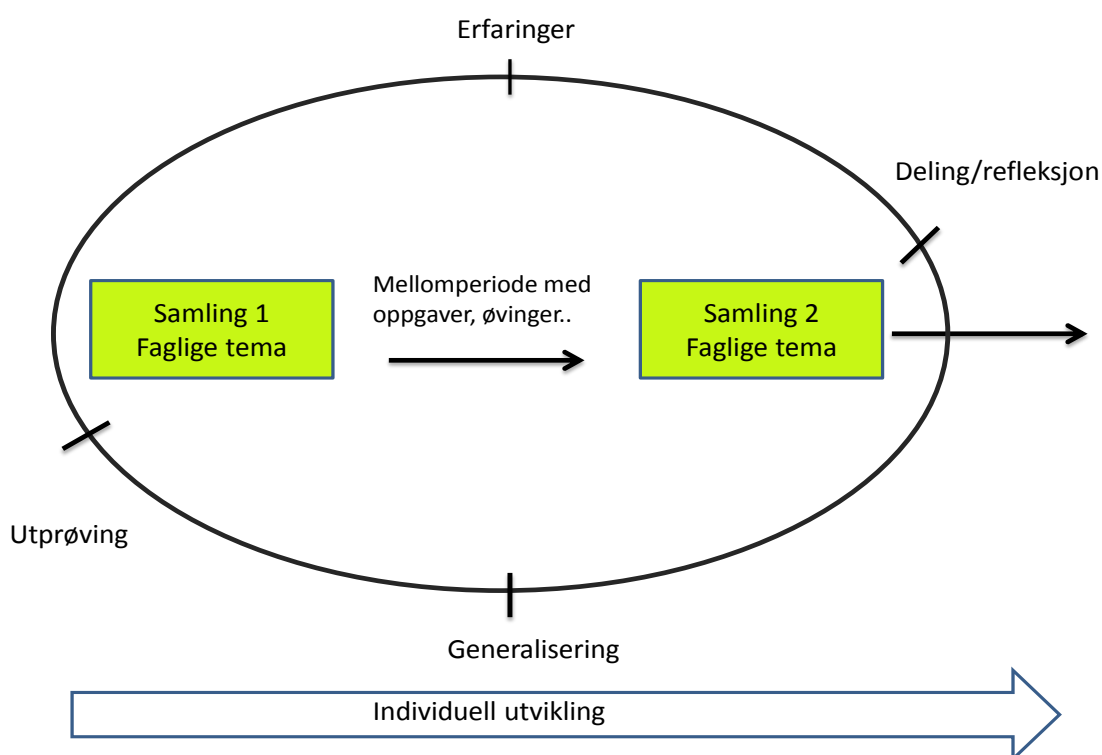 Erfaringer
Deling/refleksjon
Samling 1
Faglige tema
Mellomperiode med
oppgaver, øvinger..
Samling 2
Faglige tema
Utprøving
Generalisering
Individuell utvikling